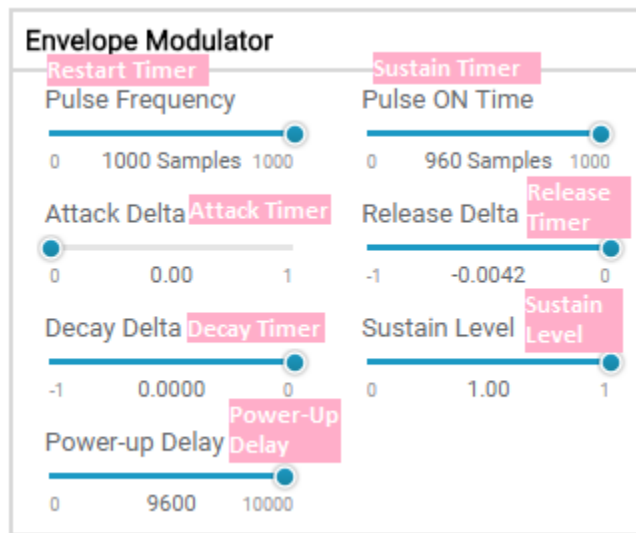 Envelope Modulator
Restart Timer
Sustain Timer
Pulse Frequency
Pulse ON Time
0 1000 Samples 1000
0 960 Samples 1000
Attack Delta Attack Timer
Release Delta Release
Timer
0 0.00 1
-1 -0.0042 0
Decay Delta Decay Timer
Sustain Level Sustain
Level
-1 0.0000 0
0 1.00 1
Power-up Delay Power-Up
Delay
0 9600 10000